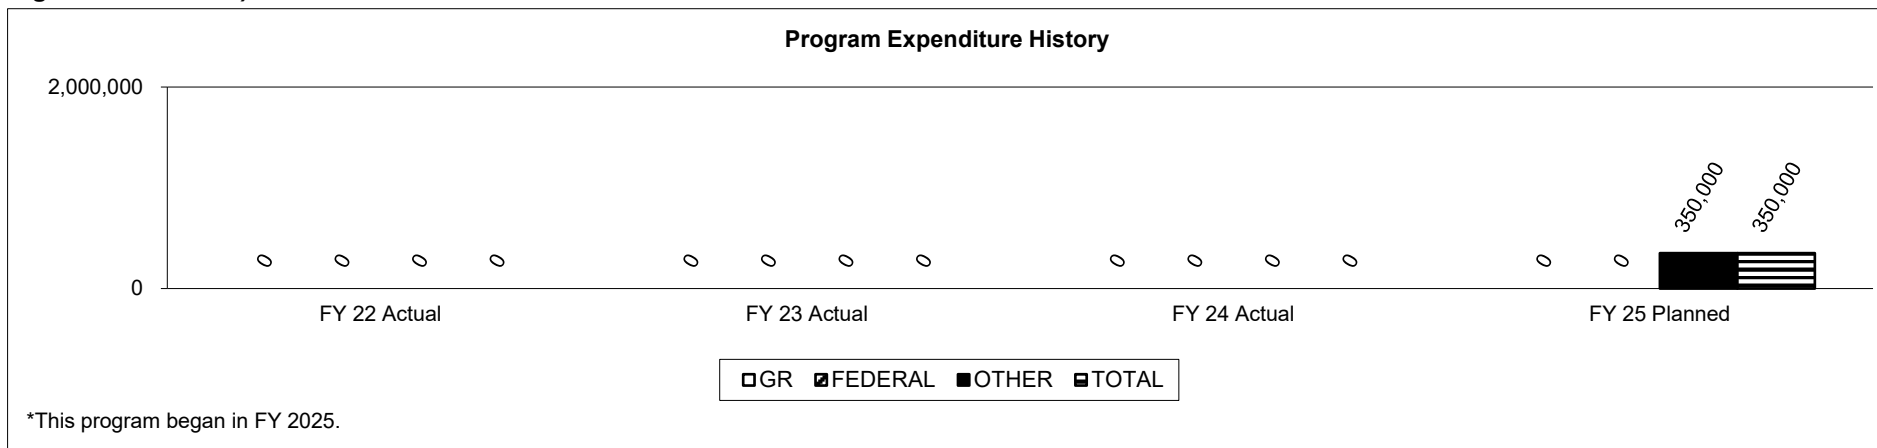 Program Expenditure History
2,000,000
350,000 350,000
0 0 0 0 0 0 0 0 0 0 0 0 0 0
0
FY 22 Actual FY 23 Actual FY 24 Actual FY 25 Planned
GR FEDERAL OTHER TOTAL
*This program began in FY 2025.